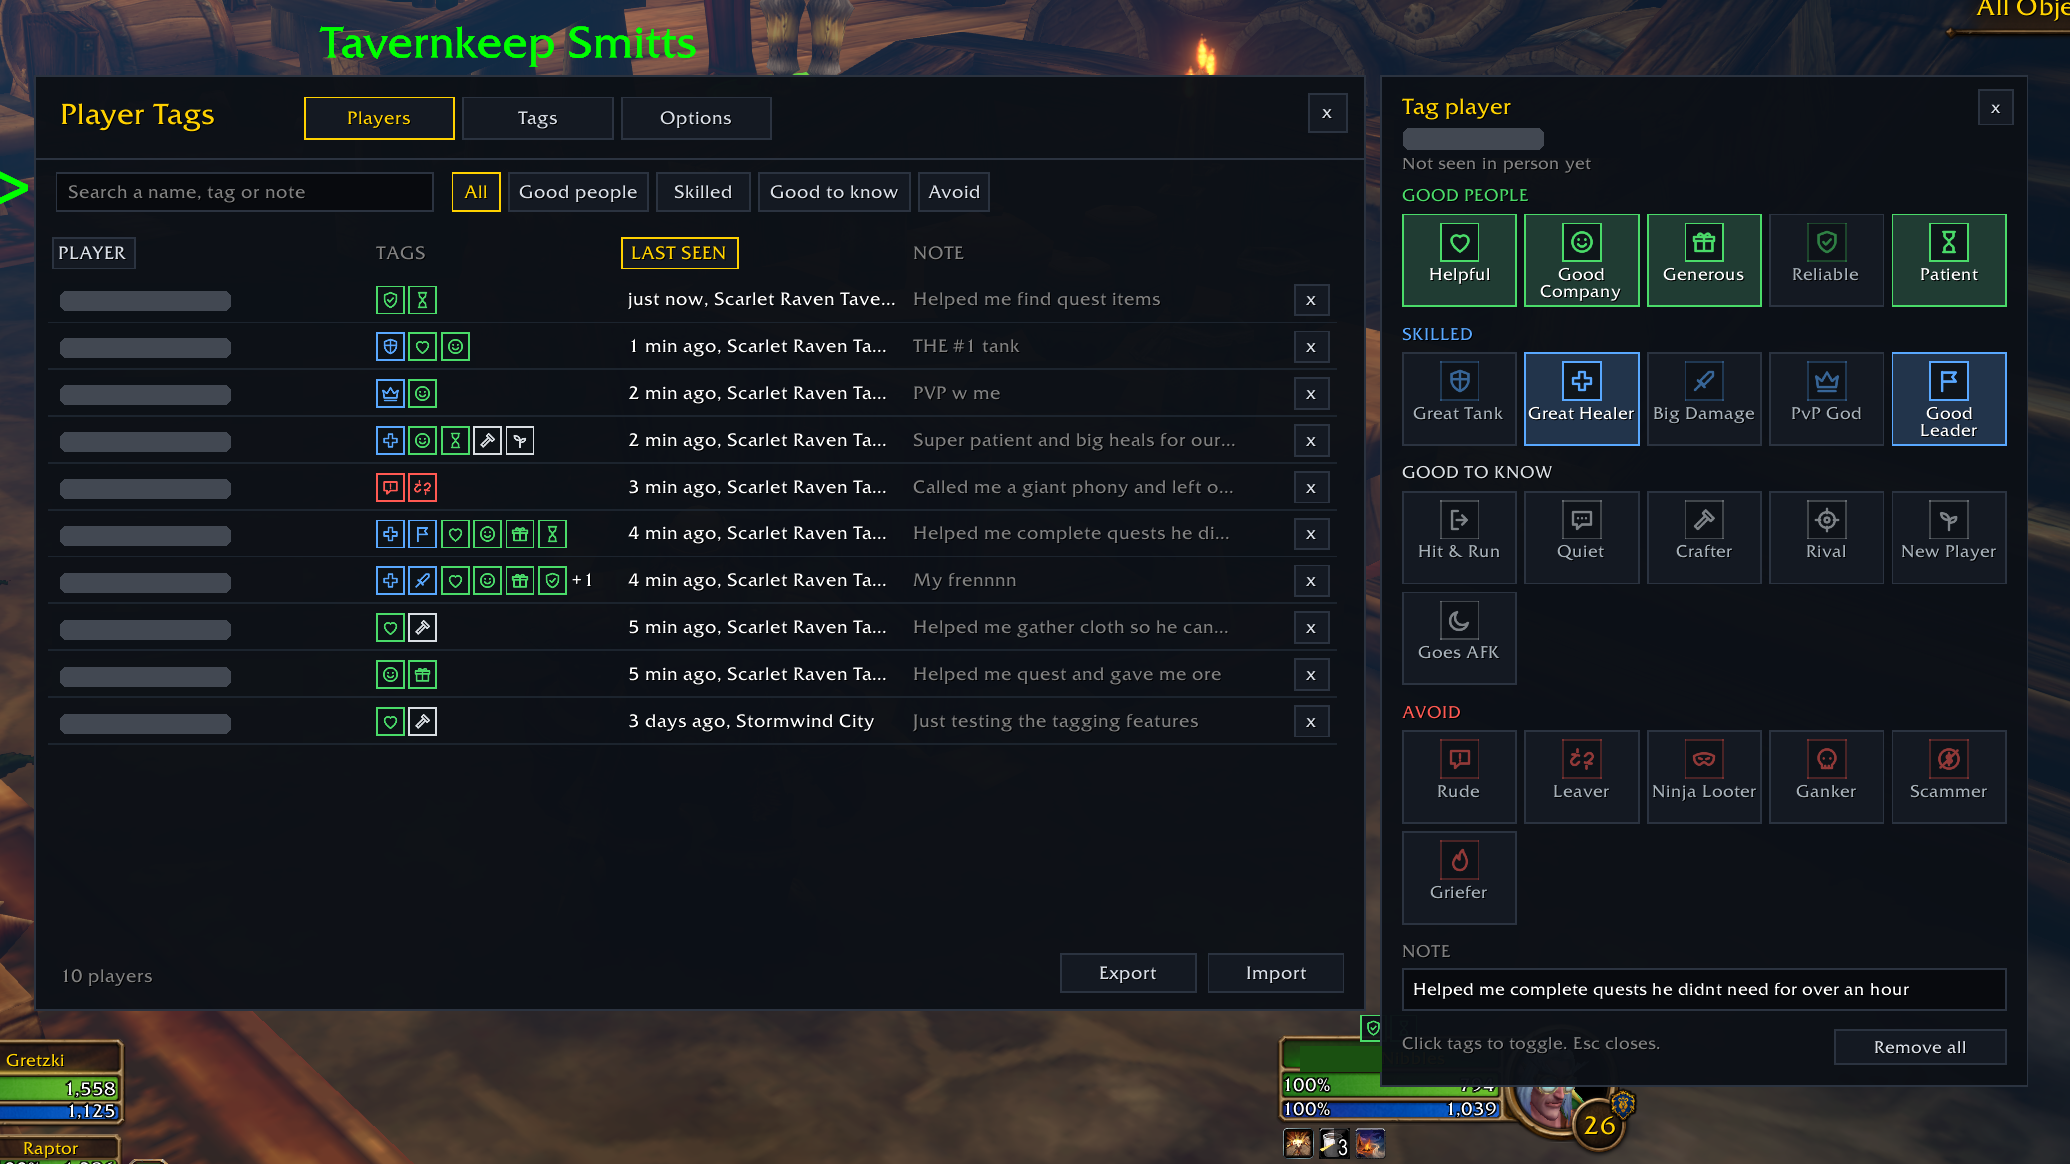 All Obje
Tavernkeep Smitts
Player Tags
Players
Tags
Options
x
Search a name, tag or note
All
Good people
Skilled
Good to know
Avoid
PLAYER
TAGS
LAST SEEN
NOTE
just now, Scarlet Raven Tave...
Helped me find quest items
x
1 min ago, Scarlet Raven Ta...
THE #1 tank
x
2 min ago, Scarlet Raven Ta...
PVP w me
x
2 min ago, Scarlet Raven Ta...
Super patient and big heals for our...
x
3 min ago, Scarlet Raven Ta...
Called me a giant phony and left o...
x
4 min ago, Scarlet Raven Ta...
Helped me complete quests he di...
x
+1
4 min ago, Scarlet Raven Ta...
My frennnn
x
5 min ago, Scarlet Raven Ta...
Helped me gather cloth so he can...
x
5 min ago, Scarlet Raven Ta...
Helped me quest and gave me ore
x
3 days ago, Stormwind City
Just testing the tagging features
x
10 players
Export
Import
Tag player
x
Not seen in person yet
GOOD PEOPLE
Helpful
Good
Company
Generous
Reliable
Patient
SKILLED
Great Tank
Great Healer
Big Damage
PvP God
Good
Leader
GOOD TO KNOW
Hit & Run
Quiet
Crafter
Rival
New Player
Goes AFK
AVOID
Rude
Leaver
Ninja Looter
Ganker
Scammer
Griefer
NOTE
Helped me complete quests he didnt need for over an hour
Click tags to toggle. Esc closes.
Remove all
Gretzki
1,558
1,125
Raptor
100%
100%
1,039
26
3